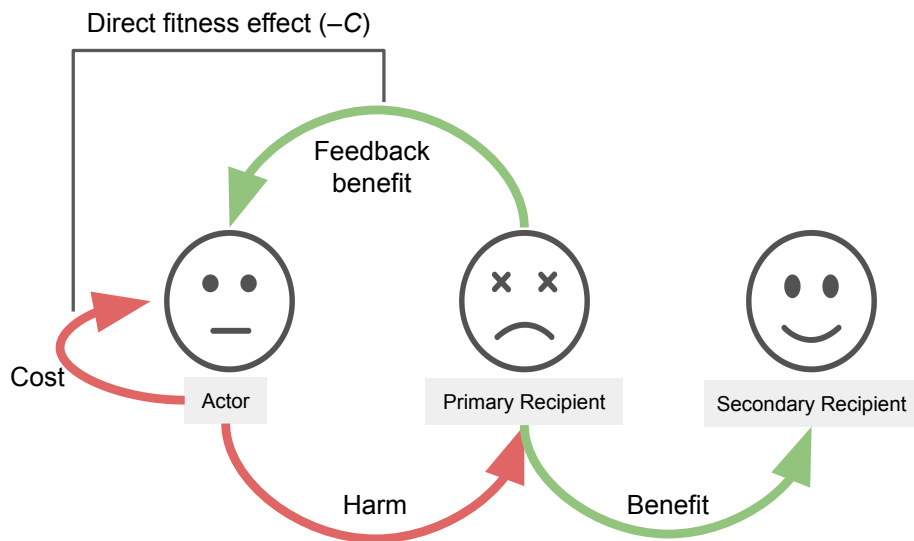 Direct fitness effect (–C)
Feedback
benefit
Cost
Actor
Primary Recipient
Secondary Recipient
Harm
Benefit